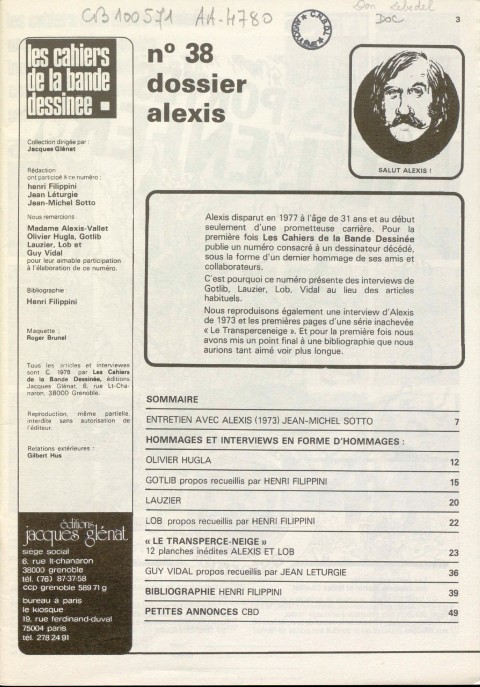 CB100571 AA-4780
DOC
3
les cahiers
de la bande
dessinée
Collection dirigée par :
Jacques Glénat
Rédaction
ont participé à ce numéro :
henri Filippini
Jean Léturgie
Jean-Michel Sotto
Nous remercions :
Madame Alexis-Vallet
Olivier Hugla, Gotlib
Lauzier, Lob et
Guy Vidal
pour leur aimable participation
à l'élaboration de ce numéro.
Bibliographie :
Henri Filippini
Maquette :
Roger Brunel
Tous les articles et interviewes
sont C. 1978 par Les Cahiers
de la Bande Dessinée, éditions
Jacques Glénat, 6, rue Lt-Cha-
naron, 38000 Grenoble.
Reproduction, même partielle,
interdite sans autorisation de
l'éditeur.
Relations extérieures :
Gilbert Hus
éditions
jacques glénat
siège social
6, rue lt-chanaron
38000 grenoble
tél. (76) 87-37-58
ccp grenoble 589 71 g
bureau à paris
le kiosque
19, rue ferdinand-duval
75004 paris
tél. 278 24 91
n° 38
dossier
alexis
SALUT ALEXIS !
Alexis disparut en 1977 à l'âge de 31 ans et au début
seulement d'une prometteuse carrière. Pour la
première fois Les Cahiers de la Bande Dessinée
publie un numéro consacré à un dessinateur décédé,
sous la forme d'un dernier hommage de ses amis et
collaborateurs.
C'est pourquoi ce numéro présente des interviews de
Gotlib, Lauzier, Lob, Vidal au lieu des articles
habituels.
Nous reproduisons également une interview d'Alexis
de 1973 et les premières pages d'une série inachevée
« Le Transperceneige ». Et pour la première fois nous
avons mis un point final à une bibliographie que nous
aurions tant aimé voir plus longue.
SOMMAIRE
ENTRETIEN AVEC ALEXIS (1973) JEAN-MICHEL SOTTO 7
HOMMAGES ET INTERVIEWS EN FORME D'HOMMAGES :
OLIVIER HUGLA 12
GOTLIB propos recueillis par HENRI FILIPPINI 15
LAUZIER 20
LOB propos recueillis par HENRI FILIPPINI 22
« LE TRANSPERCE-NEIGE »
12 planches inédites ALEXIS ET LOB 23
GUY VIDAL propos recueillis par JEAN LETURGIE 36
BIBLIOGRAPHIE HENRI FILIPPINI 39
PETITES ANNONCES CBD 49